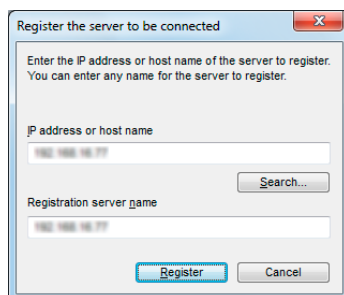 Register the server to be connected
Enter the IP address or host name of the server to register.
You can enter any name for the server to register.
IP address or host name
Search...
Registration server name
Register
Cancel